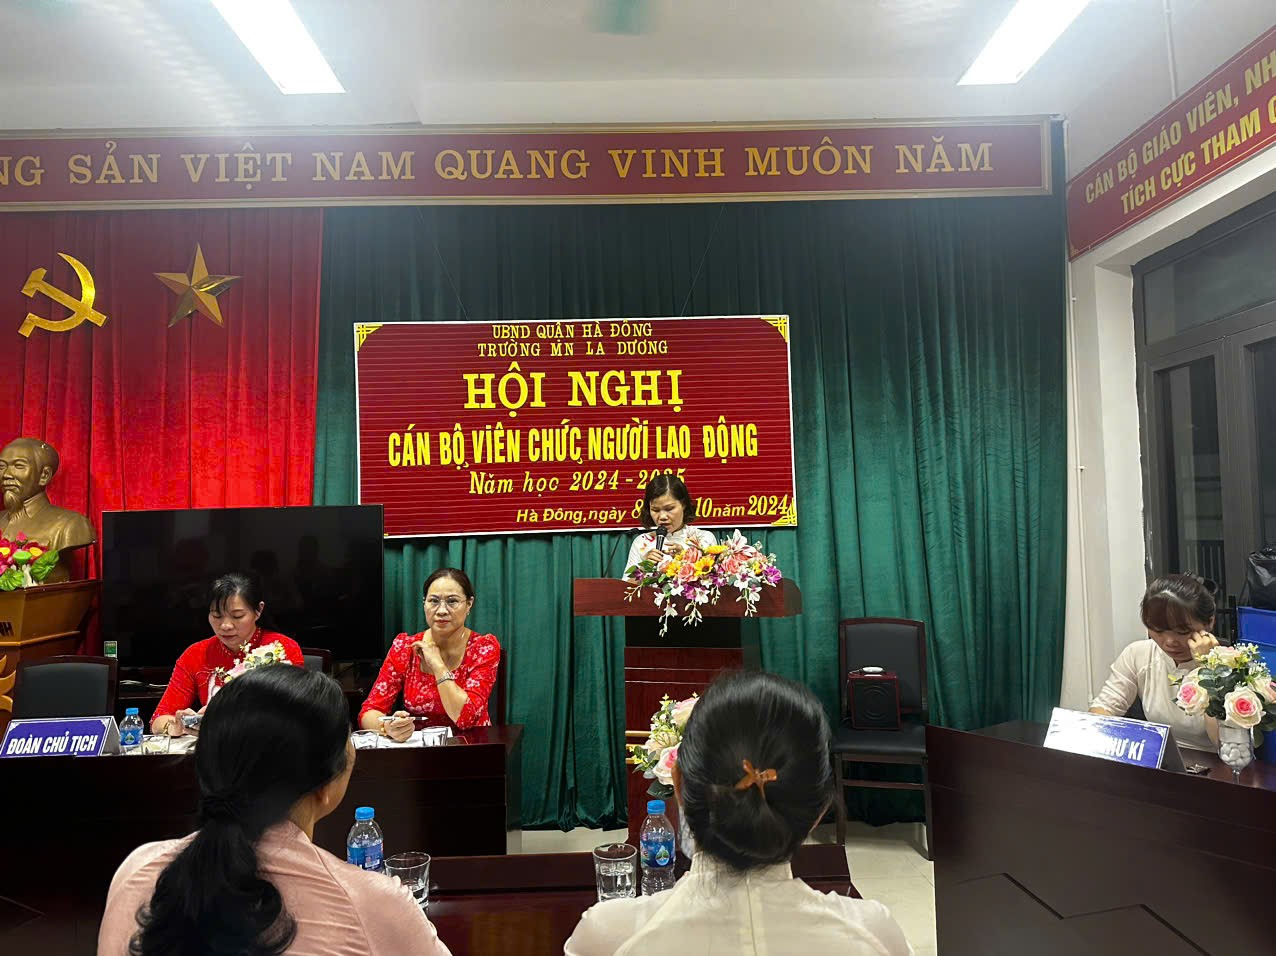 NG SẢN VIỆT NAM QUANG VINH MUÔN NĂM
CÁN BỘ GIÁO VIÊN, NH
TÍCH CỰC THAM G
UBND QUẬN HÀ ĐÔNG
TRƯỜNG MN LA DƯƠNG
HỘI NGHỊ
CÁN BỘ, VIÊN CHỨC, NGƯỜI LAO ĐỘNG
Năm học 2024-2025
Hà Đông, ngày 8 10 năm 2024
ĐOÀN CHỦ TỊCH
THƯ KÍ